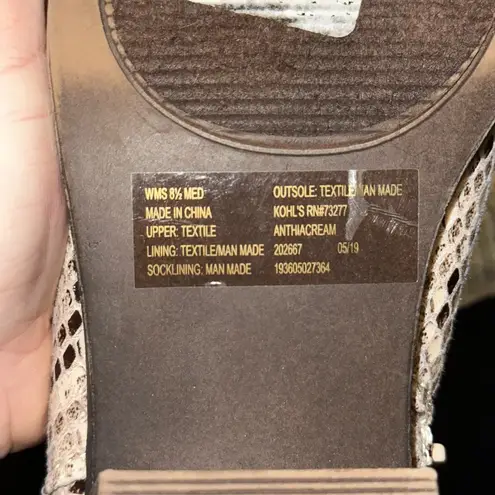 WMS 8½ MED
MADE IN CHINA
UPPER: TEXTILE
LINING: TEXTILE/MAN MADE
SOCKLINING: MAN MADE
OUTSOLE: TEXTILE/MAN MADE
KOHL'S RN#73277
ANTHIACREAM
202667 05/19
193605027364